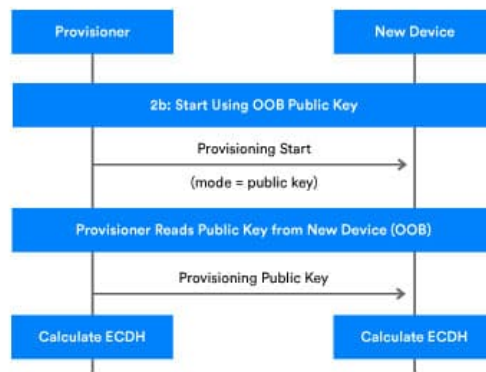 Provisioner
New Device
2b: Start Using OOB Public Key
Provisioning Start
(mode = public key)
Provisioner Reads Public Key from New Device (OOB)
Provisioning Public Key
Calculate ECDH
Calculate ECDH